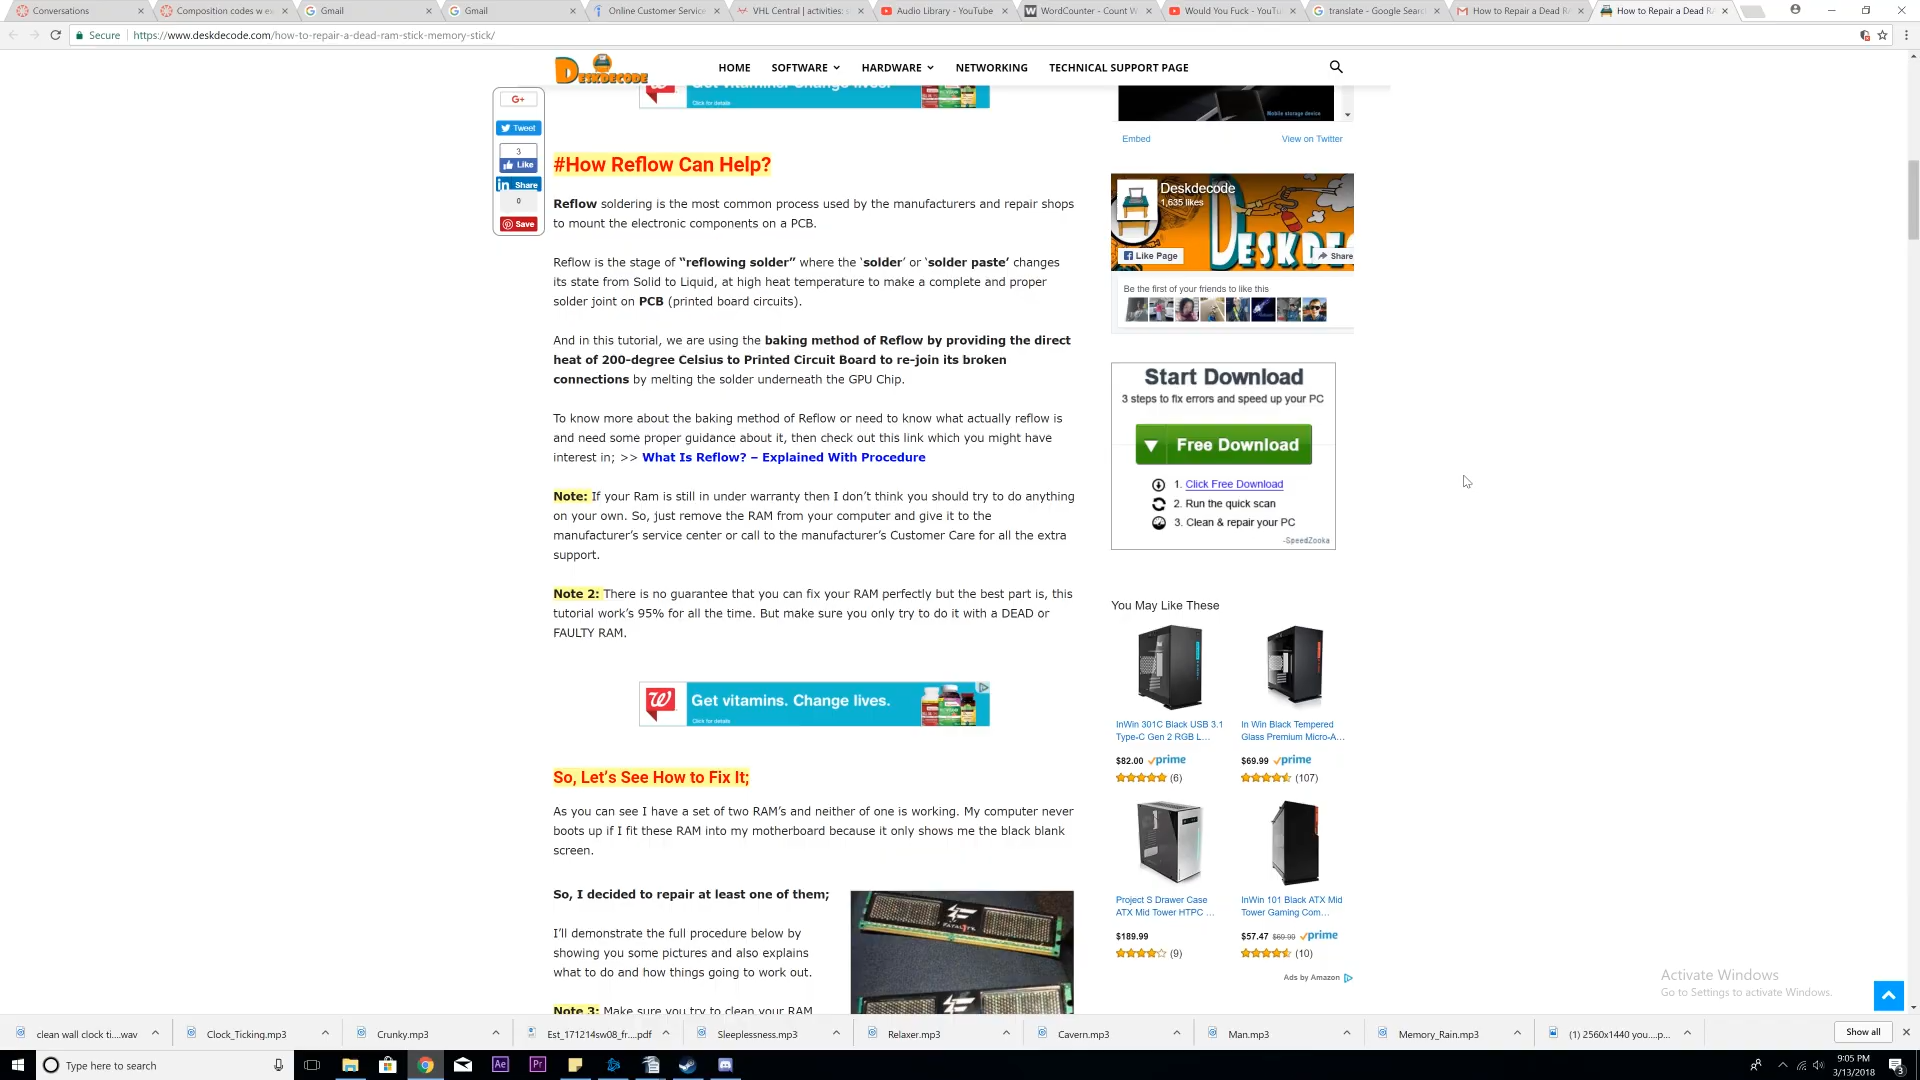 Conversations
Composition codes w ex
Gmail
Gmail
Online Customer Service
VHL Central | activities: s
Audio Library - YouTube
WordCounter - Count W
Would You Fuck - YouTu
translate - Google Searc
How to Repair a Dead R
How to Repair a Dead RA
Secure
https://www.deskdecode.com/how-to-repair-a-dead-ram-stick-memory-stick/
DESKDECODE
HOME
SOFTWARE
HARDWARE
NETWORKING
TECHNICAL SUPPORT PAGE
Get vitamins. Change lives.
Click for details
Mobile storage device
Embed
View on Twitter
G+
Tweet
3
Like
in Share
0
Save
#How Reflow Can Help?
Reflow soldering is the most common process used by the manufacturers and repair shops
to mount the electronic components on a PCB.
Reflow is the stage of “reflowing solder” where the ‘solder’ or ‘solder paste’ changes
its state from Solid to Liquid, at high heat temperature to make a complete and proper
solder joint on PCB (printed board circuits).
And in this tutorial, we are using the baking method of Reflow by providing the direct
heat of 200-degree Celsius to Printed Circuit Board to re-join its broken
connections by melting the solder underneath the GPU Chip.
To know more about the baking method of Reflow or need to know what actually reflow is
and need some proper guidance about it, then check out this link which you might have
interest in; >> What Is Reflow? – Explained With Procedure
Note: If your Ram is still in under warranty then I don’t think you should try to do anything
on your own. So, just remove the RAM from your computer and give it to the
manufacturer’s service center or call to the manufacturer’s Customer Care for all the extra
support.
Note 2: There is no guarantee that you can fix your RAM perfectly but the best part is, this
tutorial work’s 95% for all the time. But make sure you only try to do it with a DEAD or
FAULTY RAM.
Get vitamins. Change lives.
Click for details
So, Let’s See How to Fix It;
As you can see I have a set of two RAM’s and neither of one is working. My computer never
boots up if I fit these RAM into my motherboard because it only shows me the black blank
screen.
So, I decided to repair at least one of them;
I’ll demonstrate the full procedure below by
showing you some pictures and also explains
what to do and how things going to work out.
Note 3: Make sure you try to clean your RAM
FATAL1TY
Deskdecode
1,635 likes
DESKDE
Like Page
Share
Be the first of your friends to like this
Start Download
3 steps to fix errors and speed up your PC
Free Download
1. Click Free Download
2. Run the quick scan
3. Clean & repair your PC
-SpeedZooka
You May Like These
InWin 301C Black USB 3.1
Type-C Gen 2 RGB L...
$82.00 prime
(6)
In Win Black Tempered
Glass Premium Micro-A...
$69.99 prime
(107)
Project S Drawer Case
ATX Mid Tower HTPC ...
$189.99
(9)
InWin 101 Black ATX Mid
Tower Gaming Com...
$57.47 $69.99 prime
(10)
Ads by Amazon
Activate Windows
Go to Settings to activate Windows.
clean wall clock ti....wav
Clock_Ticking.mp3
Crunky.mp3
Est_171214sw08_fr....pdf
Sleeplessness.mp3
Relaxer.mp3
Cavern.mp3
Man.mp3
Memory_Rain.mp3
(1) 2560x1440 you....p...
Show all
Type here to search
Ae
Pr
9:05 PM
3/13/2018
3